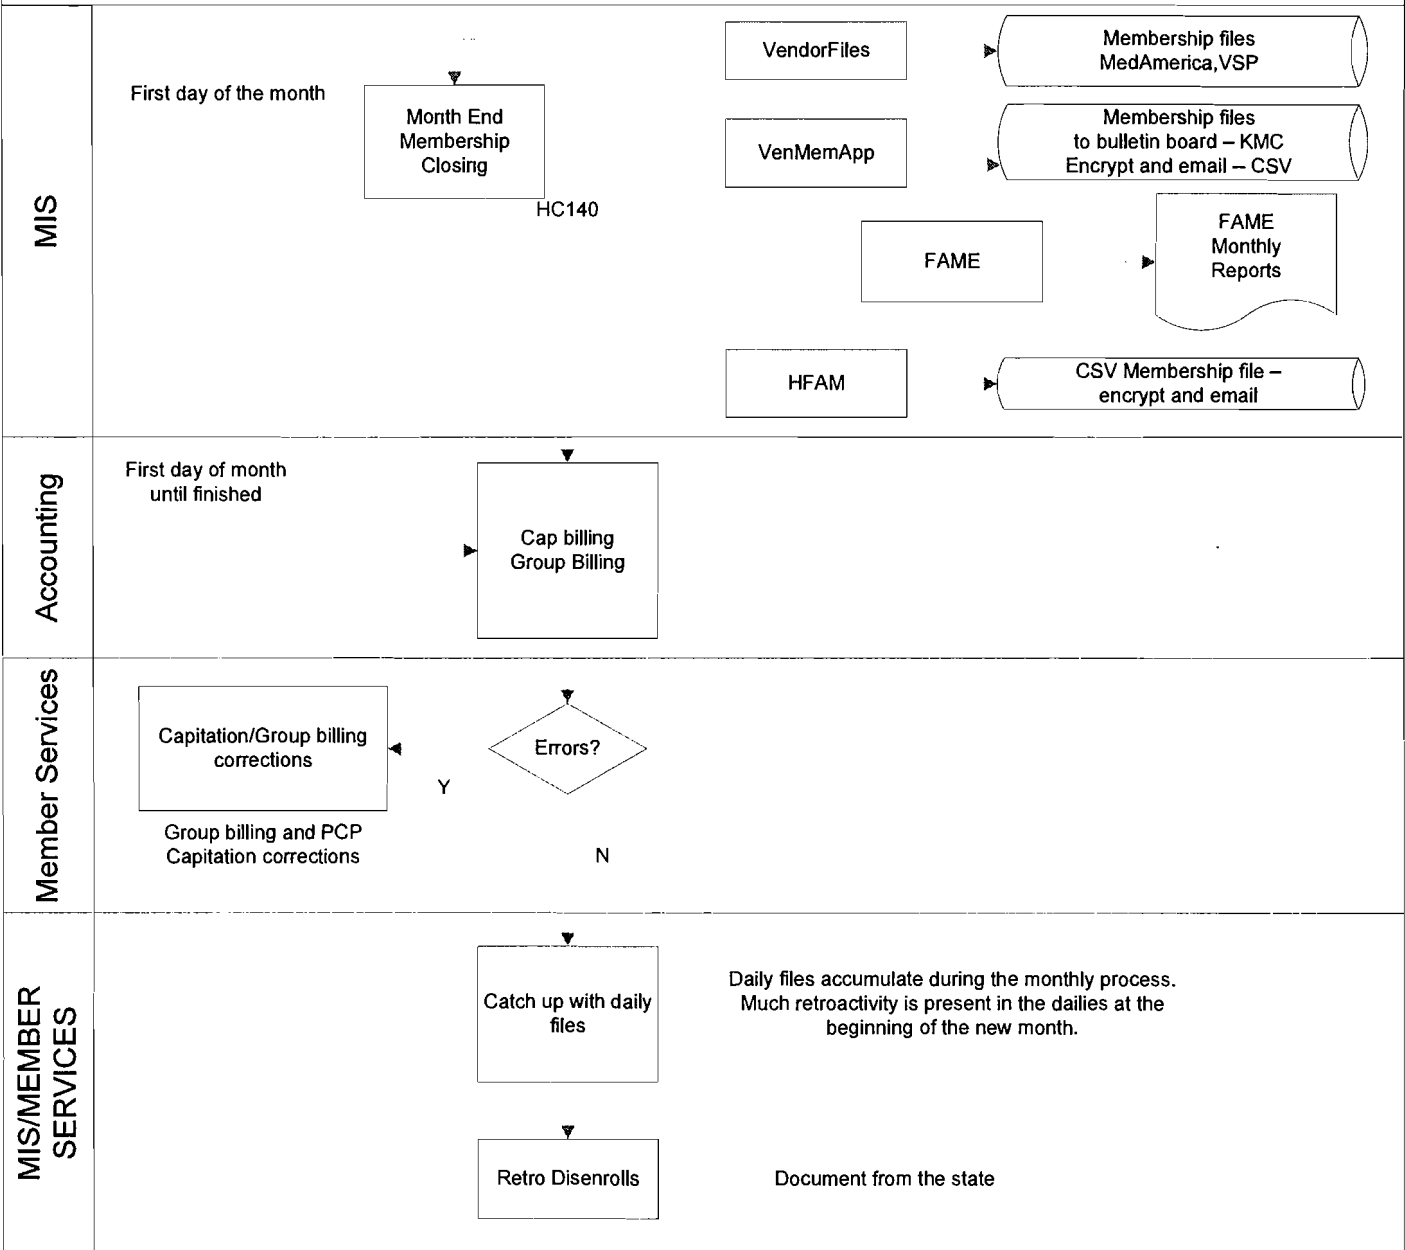 MIS
First day of the month
Month End
Membership
Closing
HC140
VendorFiles
Membership files
MedAmerica,VSP
VenMemApp
Membership files
to bulletin board – KMC
Encrypt and email – CSV
FAME
FAME
Monthly
Reports
HFAM
CSV Membership file –
encrypt and email
Accounting
First day of month
until finished
Cap billing
Group Billing
Member Services
Capitation/Group billing
corrections
Errors?
Y
Group billing and PCP
Capitation corrections
N
MIS/MEMBER
SERVICES
Catch up with daily
files
Daily files accumulate during the monthly process.
Much retroactivity is present in the dailies at the
beginning of the new month.
Retro Disenrolls
Document from the state